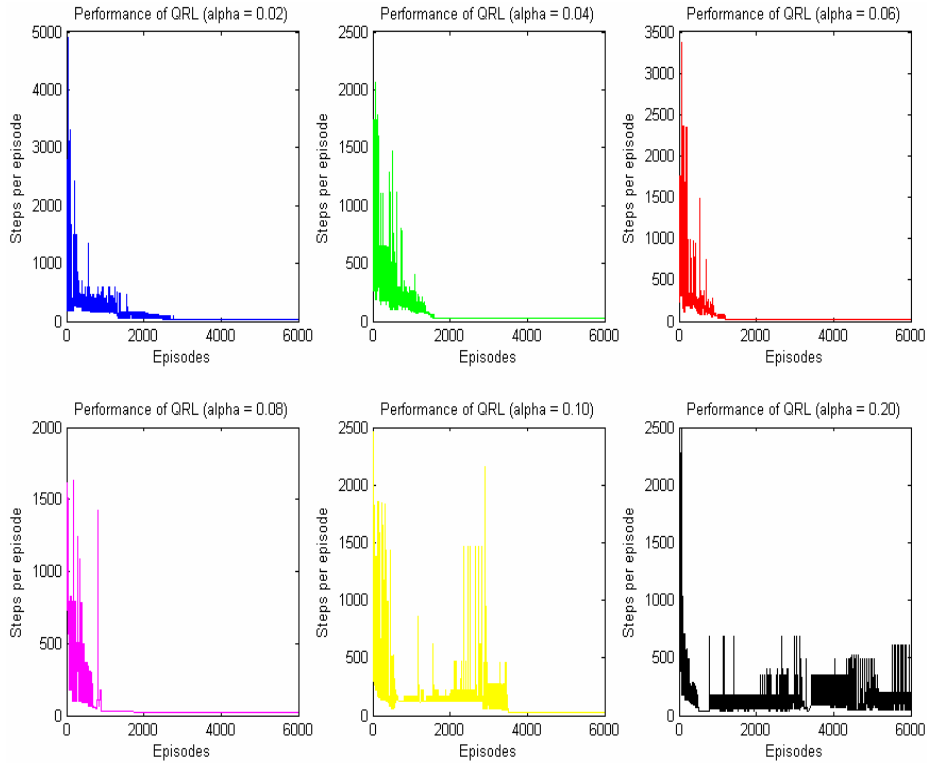 Performance of QRL (alpha = 0.02)
5000
4000
3000
2000
1000
0
Steps per episode
0 2000 4000 6000
Episodes
Performance of QRL (alpha = 0.04)
2500
2000
1500
1000
500
0
Steps per episode
0 2000 4000 6000
Episodes
Performance of QRL (alpha = 0.06)
3500
3000
2500
2000
1500
1000
500
0
Steps per episode
0 2000 4000 6000
Episodes
Performance of QRL (alpha = 0.08)
2000
1500
1000
500
0
Steps per episode
0 2000 4000 6000
Episodes
Performance of QRL (alpha = 0.10)
2500
2000
1500
1000
500
0
Steps per episode
0 2000 4000 6000
Episodes
Performance of QRL (alpha = 0.20)
2500
2000
1500
1000
500
0
Steps per episode
0 2000 4000 6000
Episodes